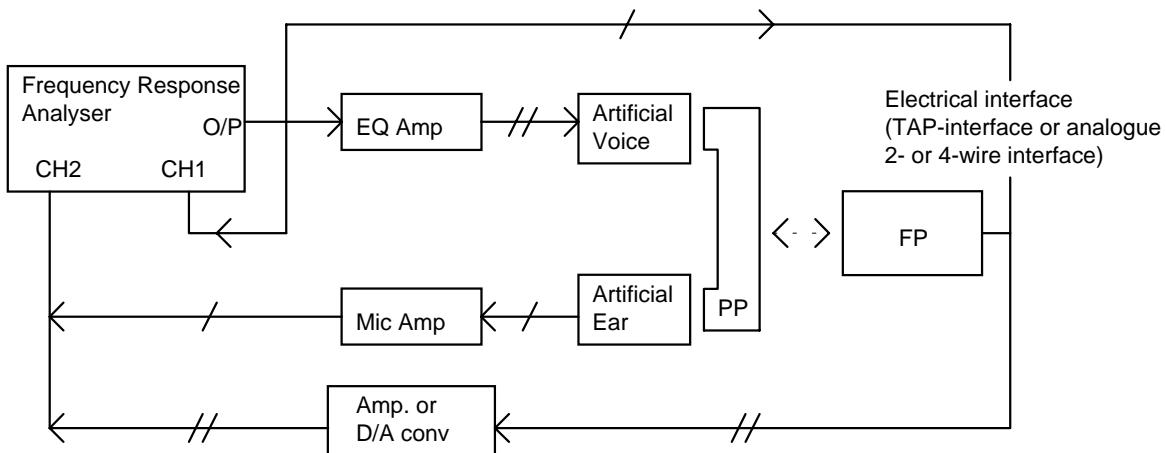 Frequency Response
Analyser
O/P
CH2
CH1
EQ Amp
Artificial
Voice
Electrical interface
(TAP-interface or analogue
2- or 4-wire interface)
FP
PP
Mic Amp
Artificial
Ear
Amp. or
D/A conv